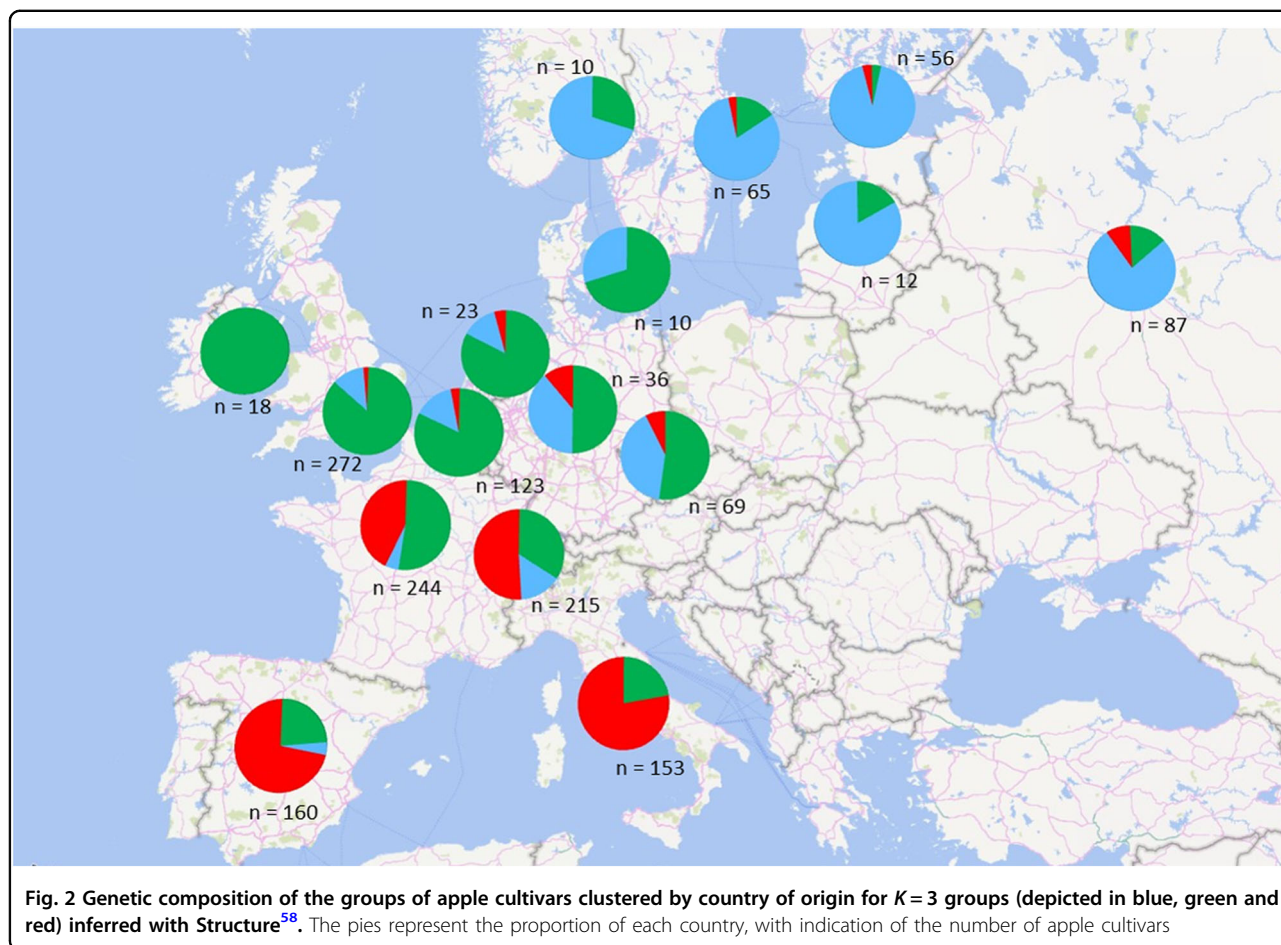 n = 10
n = 56
n = 65
n = 12
n = 87
n = 10
n = 23
n = 36
n = 18
n = 272
n = 123
n = 69
n = 244
n = 215
n = 153
n = 160
Fig. 2 Genetic composition of the groups of apple cultivars clustered by country of origin for K = 3 groups (depicted in blue, green and
red) inferred with Structure58. The pies represent the proportion of each country, with indication of the number of apple cultivars